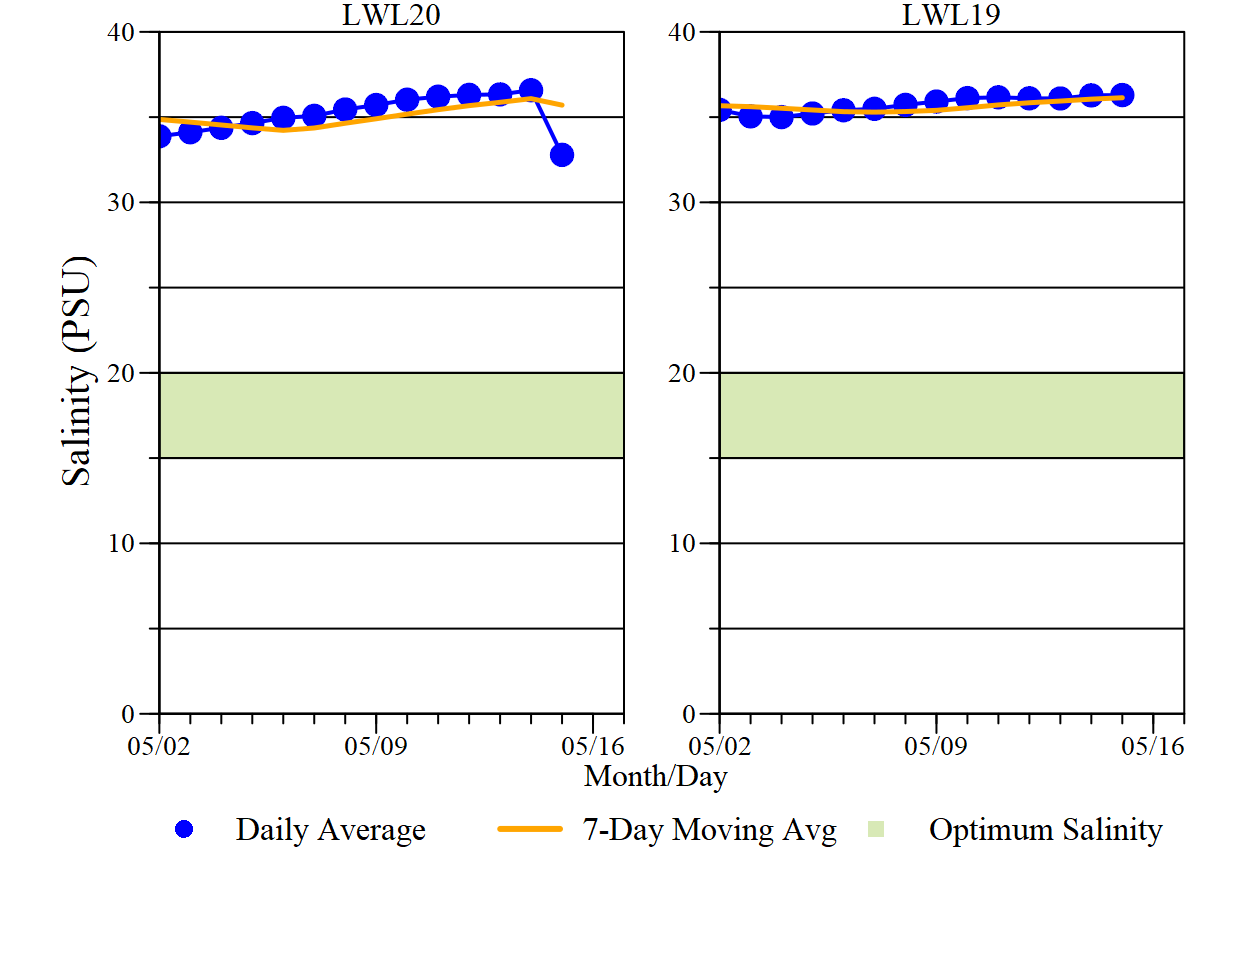 LWL20 LWL19
40 40
30 30
20 20
10 10
0 0
Salinity (PSU)
05/02 05/09 05/16 05/02 05/09 05/16
Month/Day
Daily Average 7-Day Moving Avg Optimum Salinity